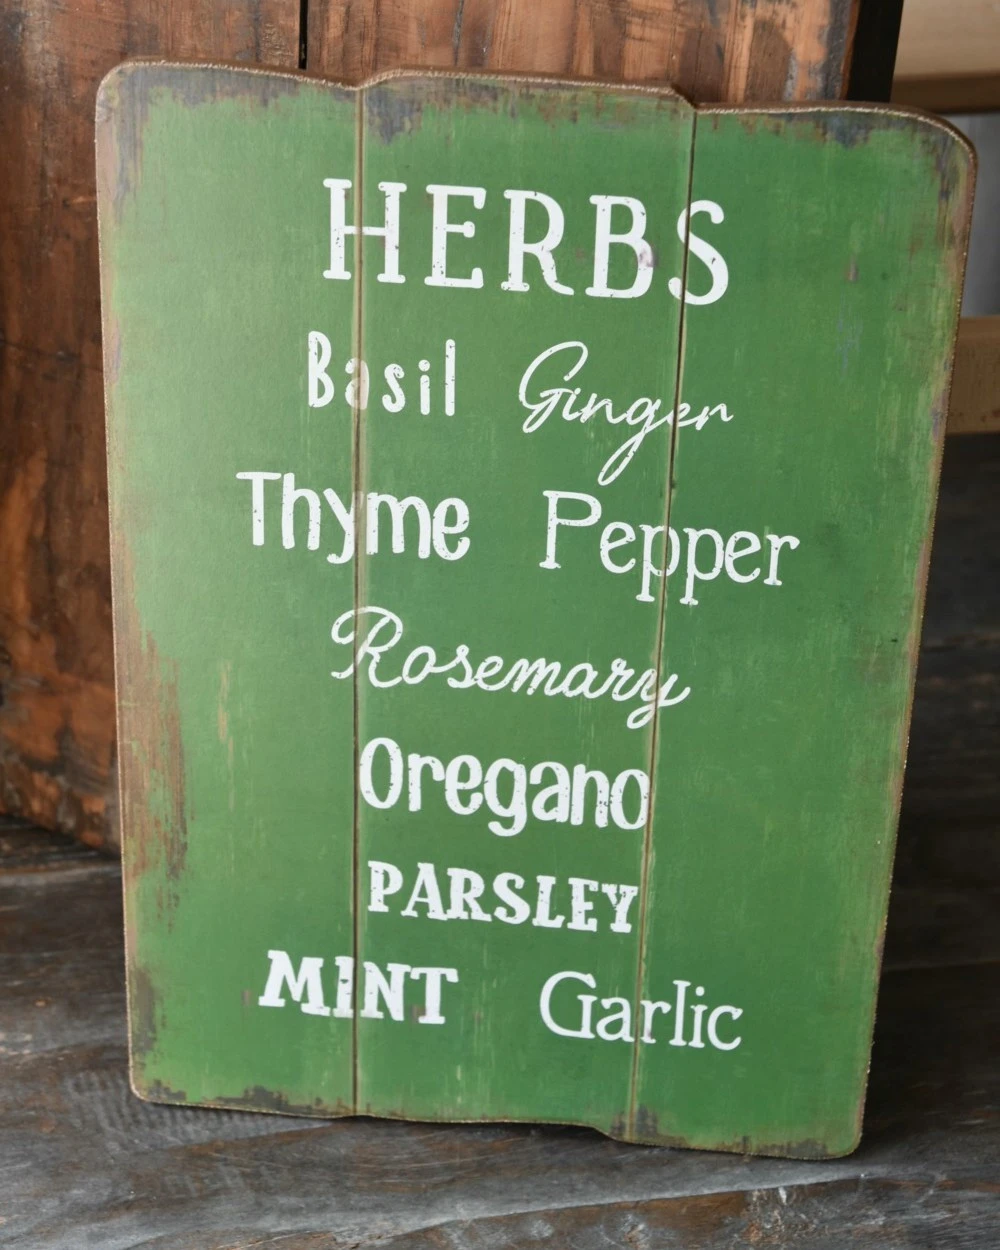 HERBS
Basil Ginger
Thyme Pepper
Rosemary
Oregano
PARSLEY
MINT Garlic